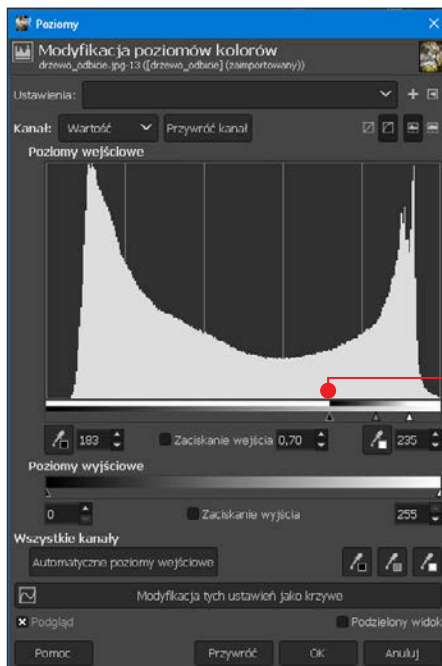 Poziomy
Modyfikacja poziomów kolorów
drzewo_odbicie.jpg-13 ([drzewo_odbicie] (zaimportowany))
Ustawienia:
Kanał: Wartość Przywróć kanał
Poziomy wejściowe
183 Zaciskanie wejścia 0,70 235
Poziomy wyjściowe
0 Zaciskanie wyjścia 255
Wszystkie kanały
Automatyczne poziomy wejściowe
Modyfikacja tych ustawień jako krzywe
Podgląd Podzielony widok
Pomoc Przywróć OK Anuluj